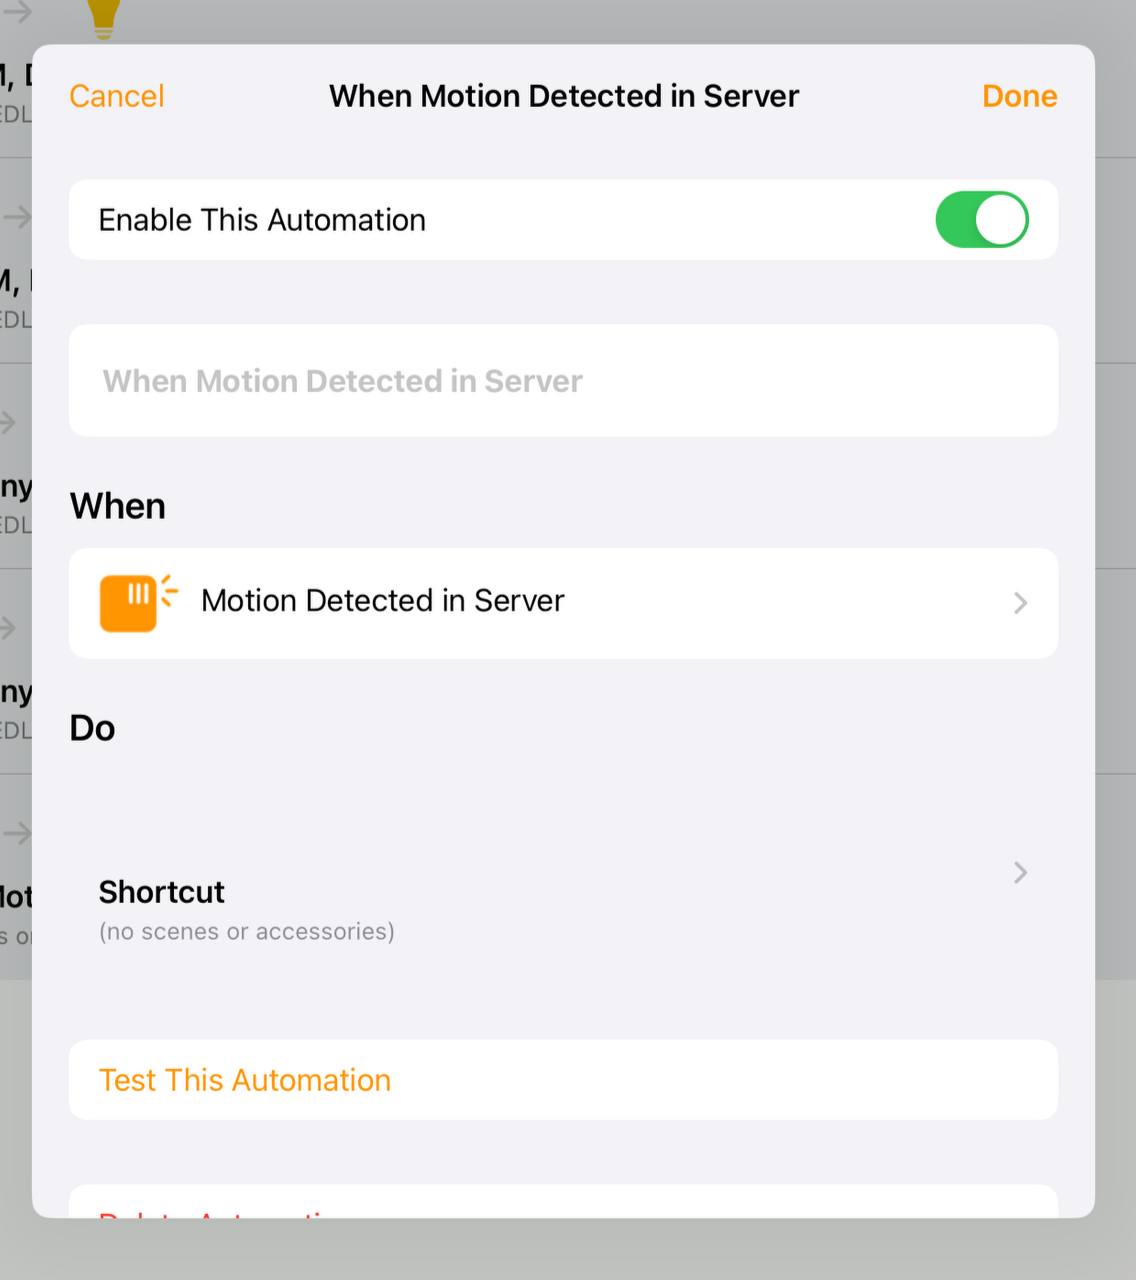 Cancel
When Motion Detected in Server
Done
Enable This Automation
When Motion Detected in Server
When
Motion Detected in Server
Do
Shortcut
(no scenes or accessories)
Test This Automation